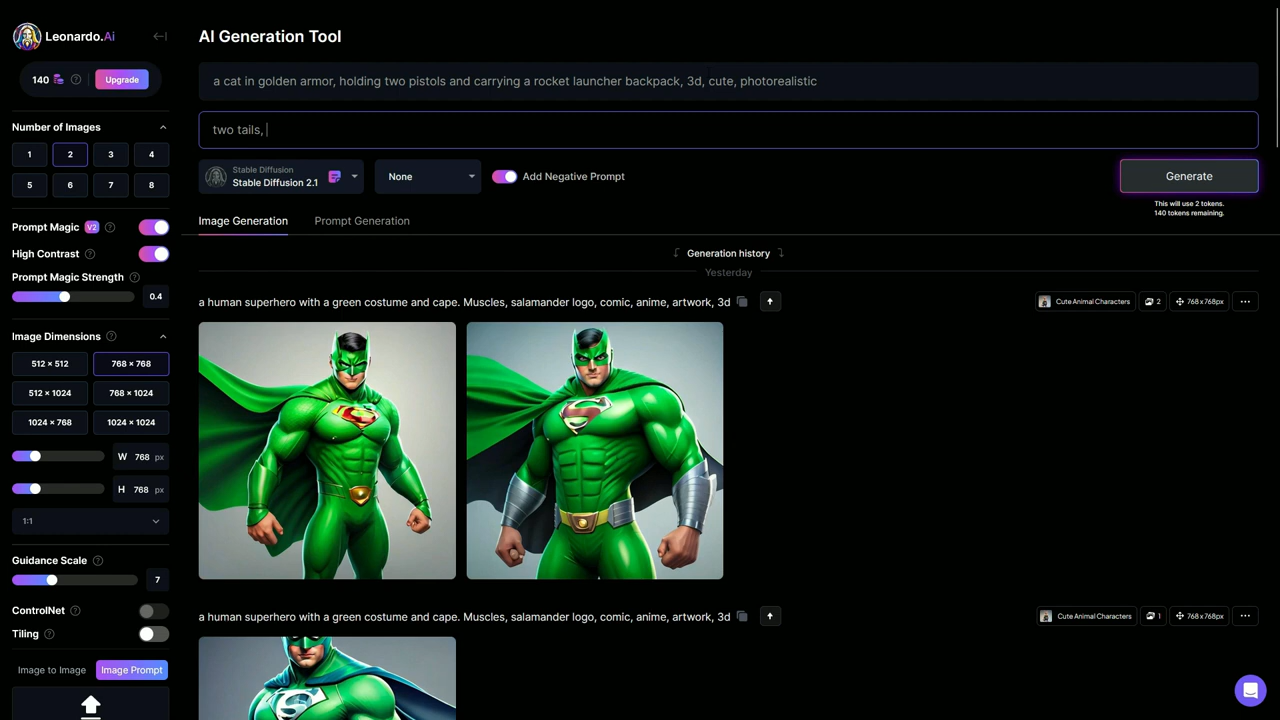 Leonardo.Ai
140
Upgrade
Number of Images
1 2 3 4
5 6 7 8
Prompt Magic V2
High Contrast
Prompt Magic Strength
0.4
Image Dimensions
512 × 512 768 × 768
512 × 1024 768 × 1024
1024 × 768 1024 × 1024
W 768 px
H 768 px
1:1
Guidance Scale
7
ControlNet
Tiling
Image to Image Image Prompt
AI Generation Tool
a cat in golden armor, holding two pistols and carrying a rocket launcher backpack, 3d, cute, photorealistic
two tails,
Stable Diffusion
Stable Diffusion 2.1
None
Add Negative Prompt
Generate
This will use 2 tokens.
140 tokens remaining.
Image Generation Prompt Generation
Generation history
Yesterday
a human superhero with a green costume and cape. Muscles, salamander logo, comic, anime, artwork, 3d
Cute Animal Characters 2 768 x 768px
a human superhero with a green costume and cape. Muscles, salamander logo, comic, anime, artwork, 3d
Cute Animal Characters 1 768 x 768px